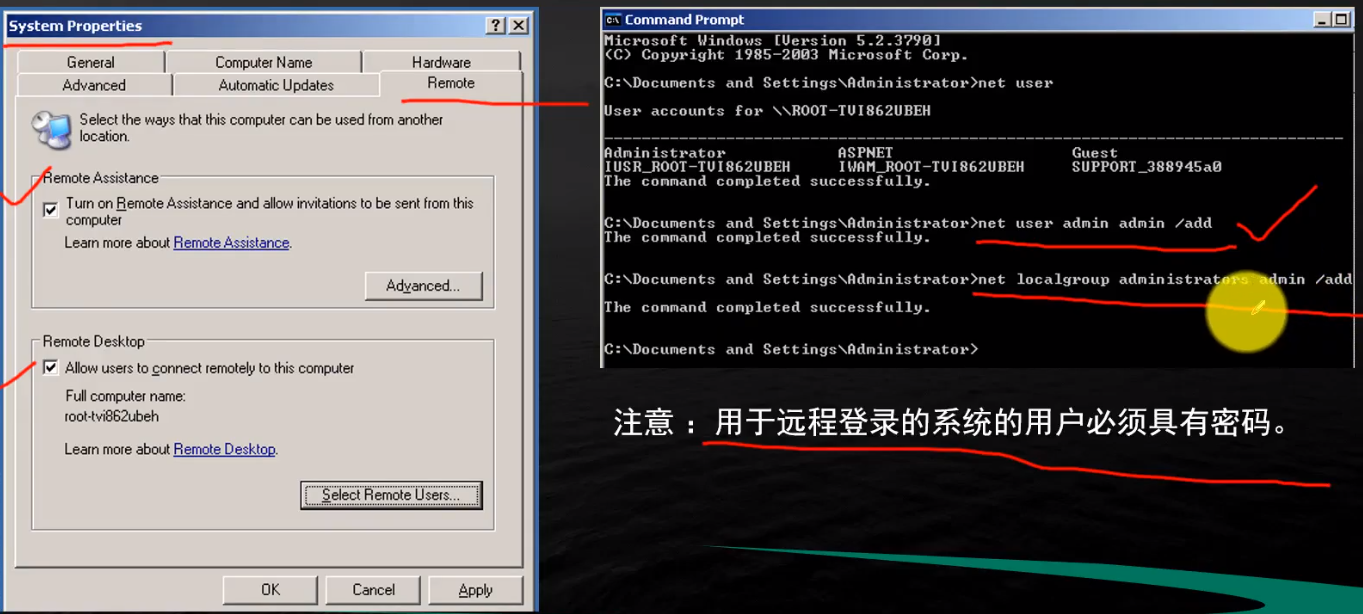 System Properties
General
Computer Name
Hardware
Advanced
Automatic Updates
Remote
Select the ways that this computer can be used from another
location.
Remote Assistance
Turn on Remote Assistance and allow invitations to be sent from this
computer
Learn more about Remote Assistance.
Advanced...
Remote Desktop
Allow users to connect remotely to this computer
Full computer name:
root-tvi862ubeh
Learn more about Remote Desktop.
Select Remote Users...
OK
Cancel
Apply
Command Prompt
Microsoft Windows [Version 5.2.3790]
(C) Copyright 1985-2003 Microsoft Corp.
C:\Documents and Settings\Administrator>net user
User accounts for \\ROOT-TVI862UBEH
-------------------------------------------------------------------------------
Administrator ASPNET Guest
IUSR_ROOT-TVI862UBEH IWAM_ROOT-TVI862UBEH SUPPORT_388945a0
The command completed successfully.
C:\Documents and Settings\Administrator>net user admin admin /add
The command completed successfully.
C:\Documents and Settings\Administrator>net localgroup administrators admin /add
The command completed successfully.
C:\Documents and Settings\Administrator>
注意：用于远程登录的系统的用户必须具有密码。